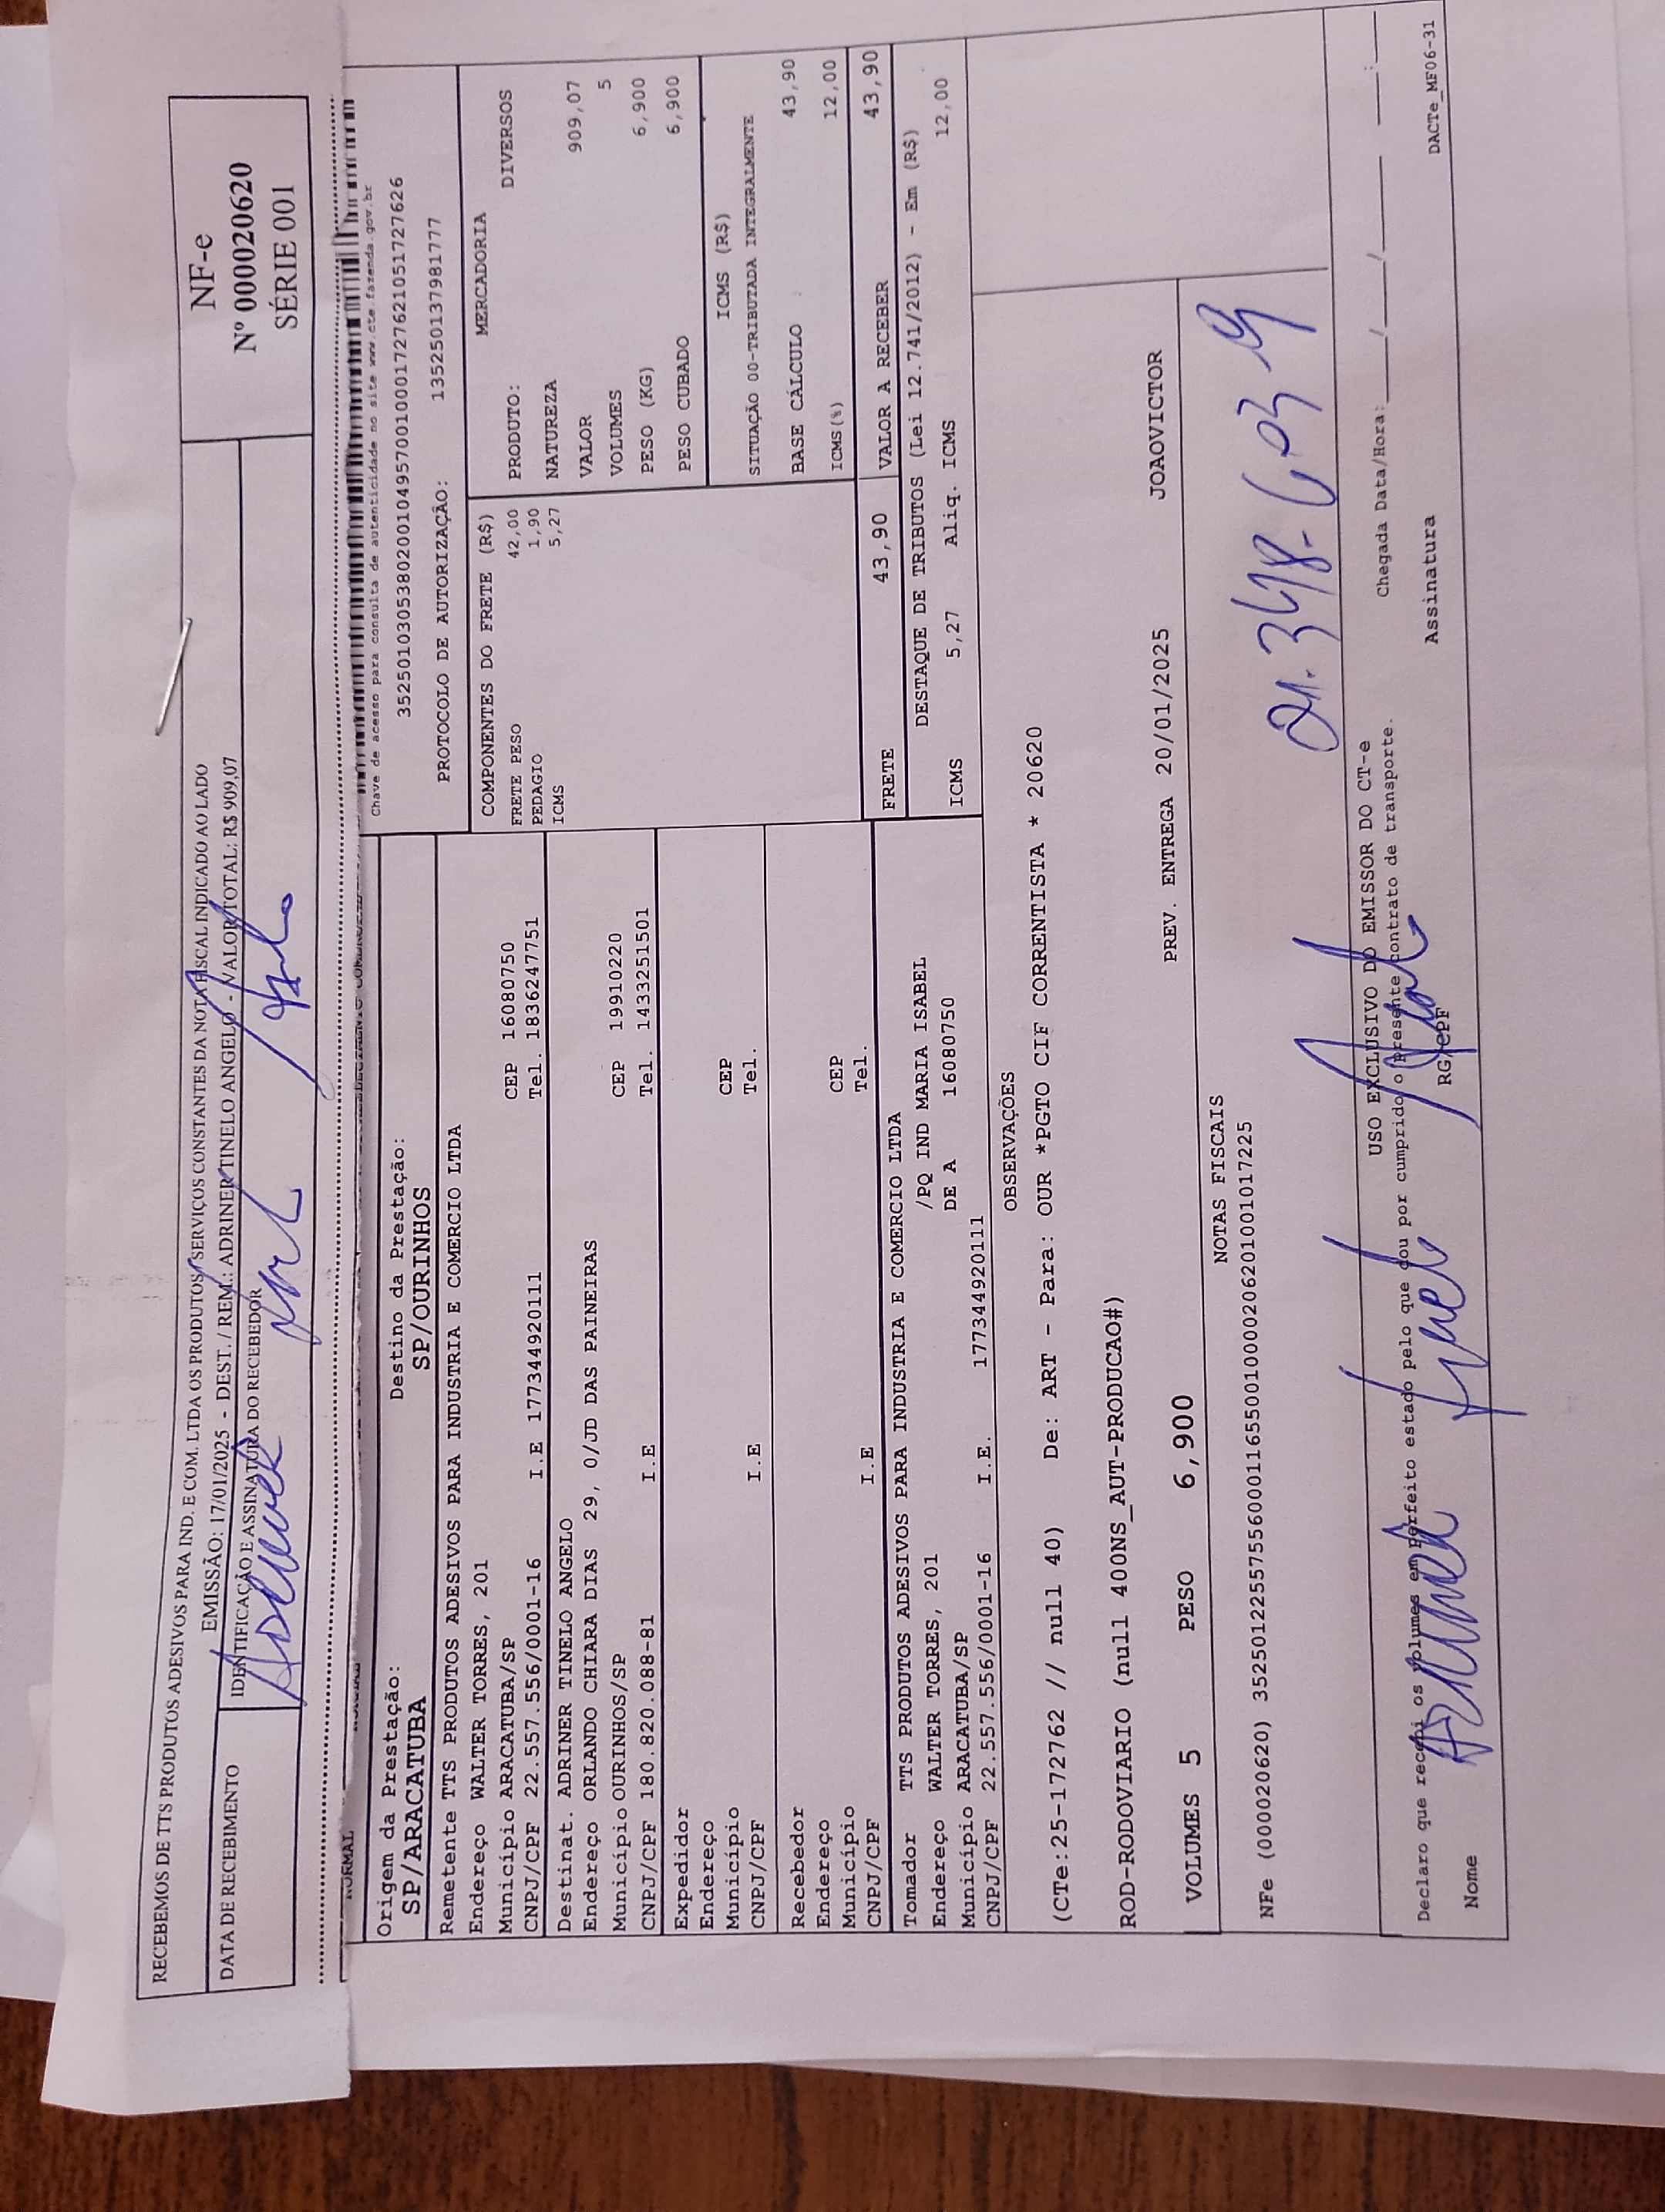 RECEBEMOS DE TTS PRODUTOS ADESIVOS PARA IND. E COM. LTDA OS PRODUTOS/SERVIÇOS CONSTANTES DA NOTA FISCAL INDICADO AO LADO
EMISSÃO: 17/01/2025 - DEST. / REM.: ADRINER TINELO ANGELO - VALOR TOTAL: R$ 909,07
DATA DE RECEBIMENTO
IDENTIFICAÇÃO E ASSINATURA DO RECEBEDOR
NF-e
Nº 000020620
SÉRIE 001
NORMAL
Chave de acesso para consulta de autenticidade no site www.cte.fazenda.gov.br
35250103053802001049570010001727762105172762​6
PROTOCOLO DE AUTORIZAÇÃO: 135250137981777
Origem da Prestação:
SP/ARACATUBA
Destino da Prestação:
SP/OURINHOS
Remetente TTS PRODUTOS ADESIVOS PARA INDUSTRIA E COMERCIO LTDA
Endereço WALTER TORRES, 201
Município ARACATUBA/SP CEP 16080750
CNPJ/CPF 22.557.556/0001-16 I.E 177344920111 Tel. 1836247751
Destinat. ADRINER TINELO ANGELO
Endereço ORLANDO CHIARA DIAS 29, 0/JD DAS PAINEIRAS
Município OURINHOS/SP CEP 19910220
CNPJ/CPF 180.820.088-81 I.E Tel. 1433251501
Expedidor
Endereço
Município CEP
CNPJ/CPF I.E Tel.
Recebedor
Endereço
Município CEP
CNPJ/CPF I.E Tel.
Tomador TTS PRODUTOS ADESIVOS PARA INDUSTRIA E COMERCIO LTDA
Endereço WALTER TORRES, 201 /PQ IND MARIA ISABEL
Município ARACATUBA/SP DE A 16080750
CNPJ/CPF 22.557.556/0001-16 I.E. 177344920111
COMPONENTES DO FRETE (R$)
FRETE PESO 42,00
PEDAGIO 1,90
ICMS 5,27
MERCADORIA
PRODUTO: DIVERSOS
NATUREZA
VALOR 909,07
VOLUMES 5
PESO (KG) 6,900
PESO CUBADO 6,900
ICMS (R$)
SITUAÇÃO 00-TRIBUTADA INTEGRALMENTE
BASE CÁLCULO 43,90
ICMS(%) 12,00
FRETE 43,90 VALOR A RECEBER 43,90
DESTAQUE DE TRIBUTOS (Lei 12.741/2012) - Em (R$)
ICMS 5,27 Aliq. ICMS 12,00
OBSERVAÇÕES
(CTe:25-172762 // null 40) De: ART - Para: OUR *PGTO CIF CORRENTISTA * 20620
ROD-RODOVIARIO (null 400NS_AUT-PRODUCAO#)
PREV. ENTREGA 20/01/2025 JOAOVICTOR
VOLUMES 5 PESO 6,900
NOTAS FISCAIS
NFe (000020620) 35250122557556000116550010000206201001017225
USO EXCLUSIVO DO EMISSOR DO CT-e
Declaro que recebi os volumes em perfeito estado pelo que dou por cumprido o presente contrato de transporte.
Chegada Data/Hora:___/___/___ ___:___
Nome RG/CPF Assinatura
DACTe_MF06-31